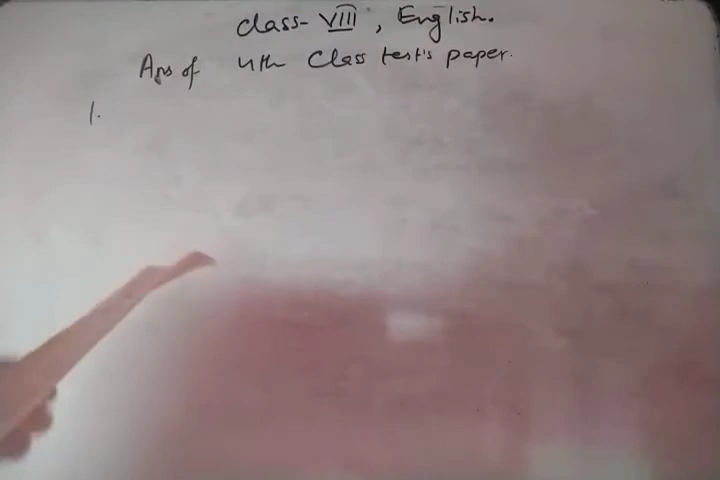 class- VIII, English.
Ans of 4th Class test's paper.
1.